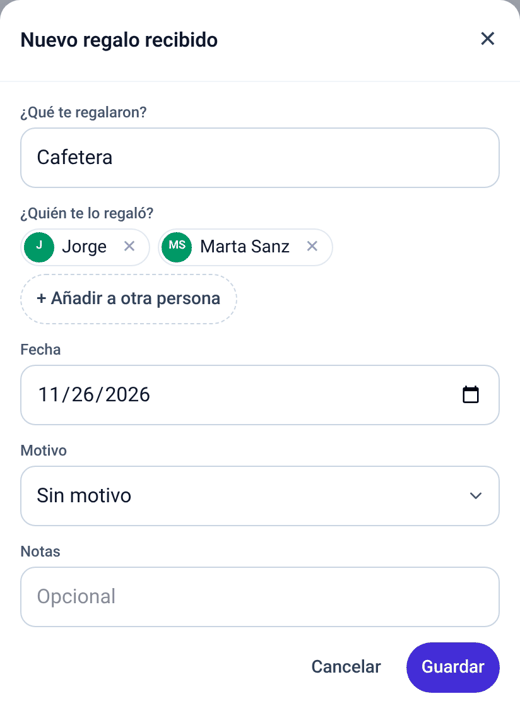 Nuevo regalo recibido
¿Qué te regalaron?
Cafetera
¿Quién te lo regaló?
J Jorge MS Marta Sanz
+ Añadir a otra persona
Fecha
11/26/2026
Motivo
Sin motivo
Notas
Opcional
Cancelar Guardar